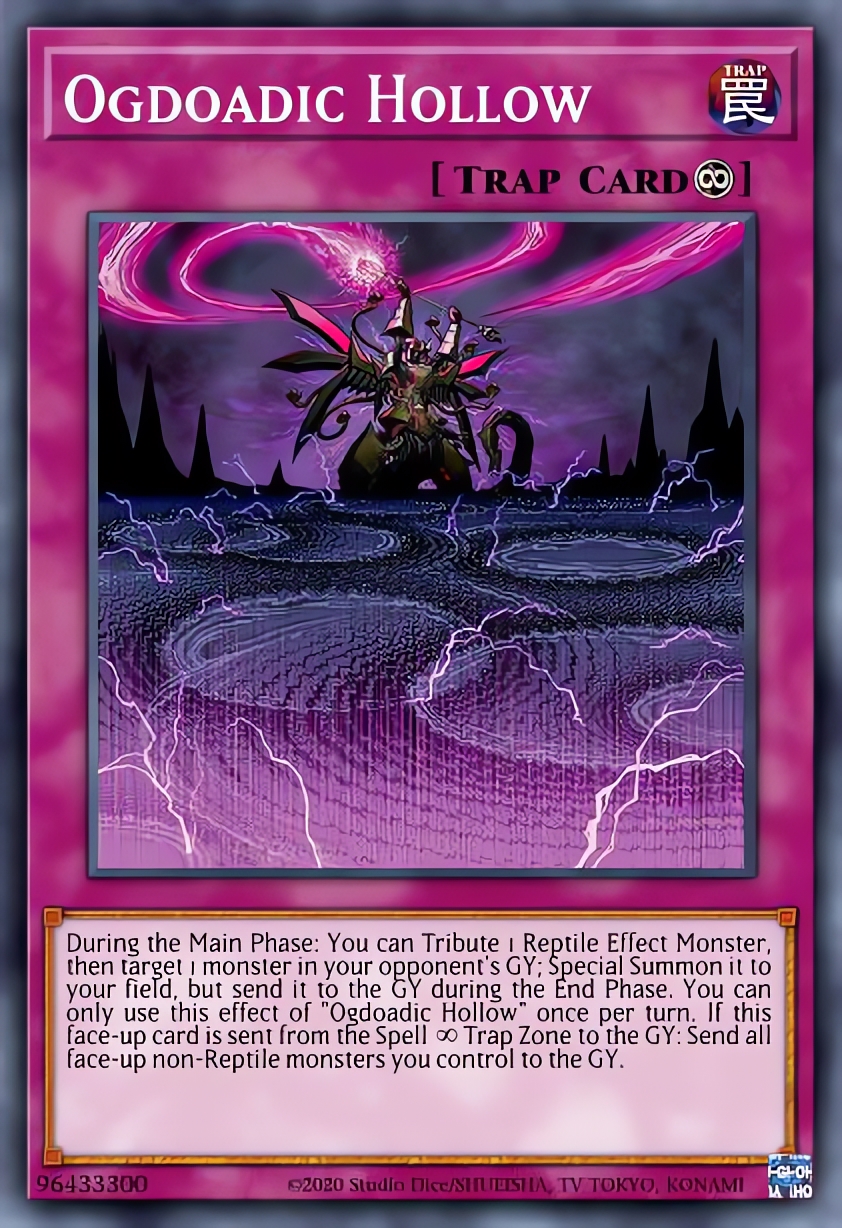 OGDOADIC HOLLOW
TRAP
罠
[TRAP CARD∞]
During the Main Phase: You can Tribute 1 Reptile Effect Monster,
then target 1 monster in your opponent's GY; Special Summon it to
your field, but send it to the GY during the End Phase. You can
only use this effect of "Ogdoadic Hollow" once per turn. If this
face-up card is sent from the Spell ∞ Trap Zone to the GY: Send all
face-up non-Reptile monsters you control to the GY.
96433300
©2020 Studio Dice/SHUEISHA, TV TOKYO, KONAMI